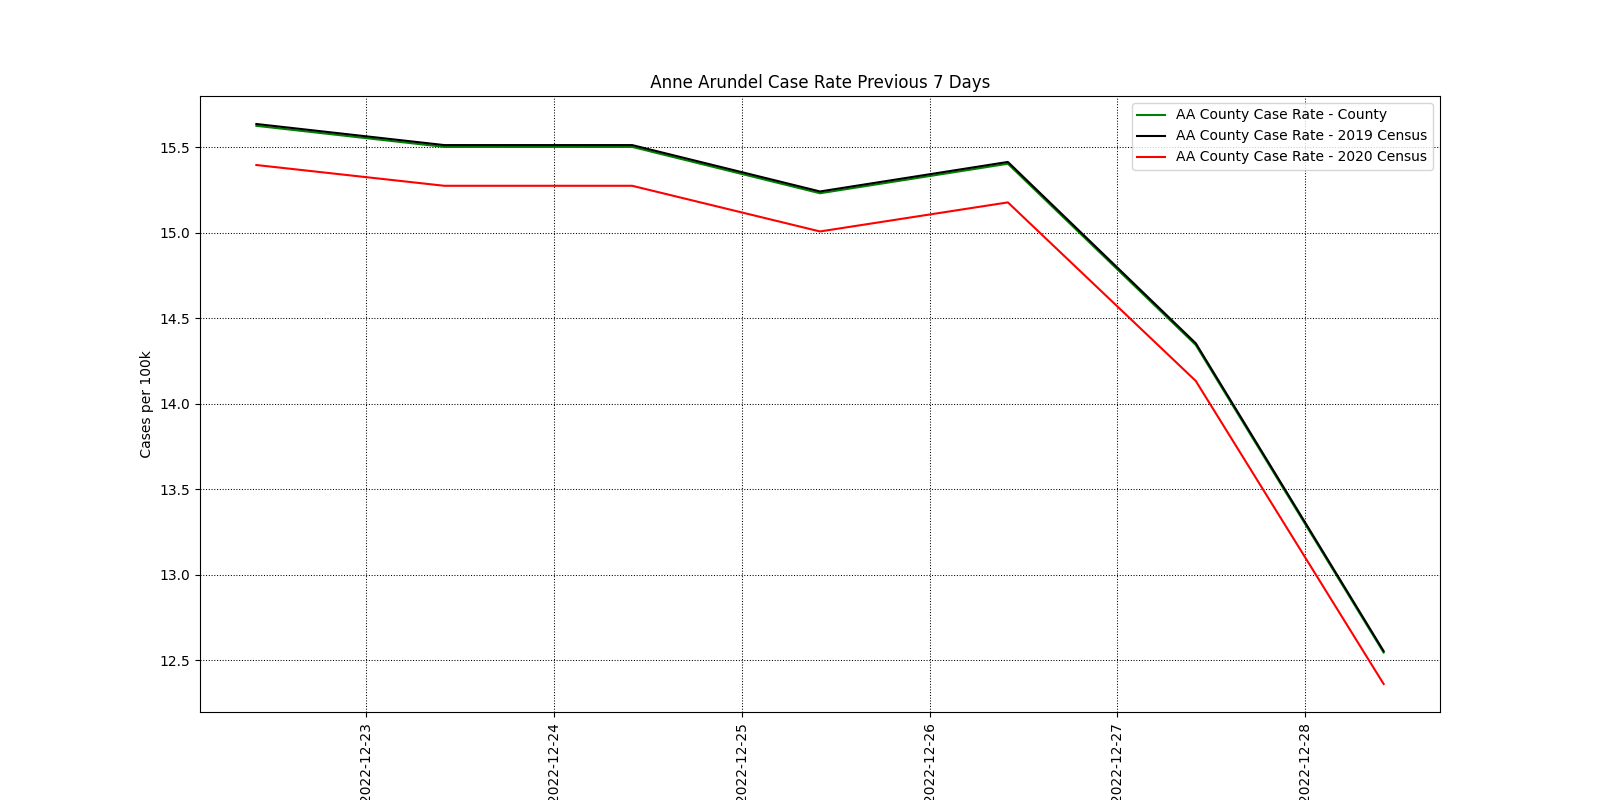 Anne Arundel Case Rate Previous 7 Days
AA County Case Rate - County
AA County Case Rate - 2019 Census
AA County Case Rate - 2020 Census
Cases per 100k
15.5
15.0
14.5
14.0
13.5
13.0
12.5
2022-12-23
2022-12-24
2022-12-25
2022-12-26
2022-12-27
2022-12-28